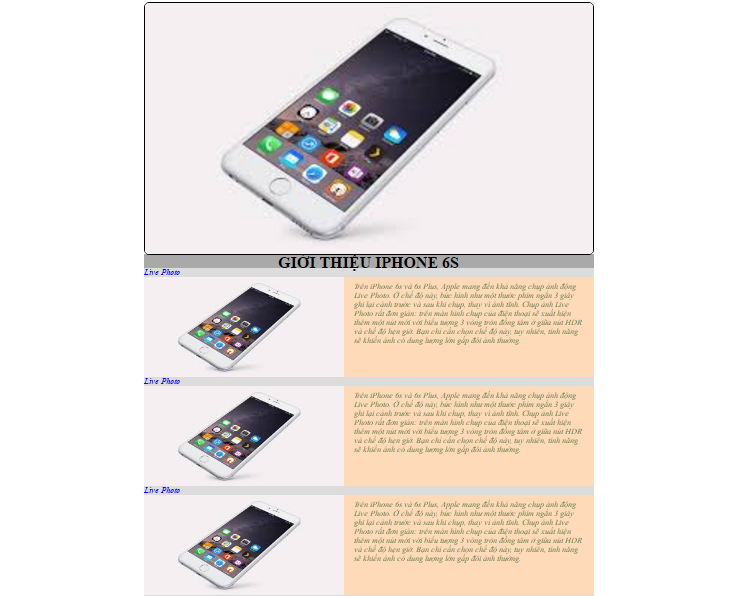 GIỚI THIỆU IPHONE 6S
Live Photo
Trên iPhone 6s và 6s Plus, Apple mang đến khả năng chụp ảnh động
Live Photo. Ở chế độ này, bức hình như một thước phim ngắn 3 giây
ghi lại cảnh trước và sau khi chụp, thay vì ảnh tĩnh. Chụp ảnh Live
Photo rất đơn giản: trên màn hình chụp của điện thoại sẽ xuất hiện
thêm một nút mới với biểu tượng 3 vòng tròn đồng tâm ở giữa nút HDR
và chế độ hẹn giờ. Bạn chỉ cần chọn chế độ này, tuy nhiên, tính năng
sẽ khiến ảnh có dung lượng lớn gấp đôi ảnh thường.
Live Photo
Trên iPhone 6s và 6s Plus, Apple mang đến khả năng chụp ảnh động
Live Photo. Ở chế độ này, bức hình như một thước phim ngắn 3 giây
ghi lại cảnh trước và sau khi chụp, thay vì ảnh tĩnh. Chụp ảnh Live
Photo rất đơn giản: trên màn hình chụp của điện thoại sẽ xuất hiện
thêm một nút mới với biểu tượng 3 vòng tròn đồng tâm ở giữa nút HDR
và chế độ hẹn giờ. Bạn chỉ cần chọn chế độ này, tuy nhiên, tính năng
sẽ khiến ảnh có dung lượng lớn gấp đôi ảnh thường.
Live Photo
Trên iPhone 6s và 6s Plus, Apple mang đến khả năng chụp ảnh động
Live Photo. Ở chế độ này, bức hình như một thước phim ngắn 3 giây
ghi lại cảnh trước và sau khi chụp, thay vì ảnh tĩnh. Chụp ảnh Live
Photo rất đơn giản: trên màn hình chụp của điện thoại sẽ xuất hiện
thêm một nút mới với biểu tượng 3 vòng tròn đồng tâm ở giữa nút HDR
và chế độ hẹn giờ. Bạn chỉ cần chọn chế độ này, tuy nhiên, tính năng
sẽ khiến ảnh có dung lượng lớn gấp đôi ảnh thường.